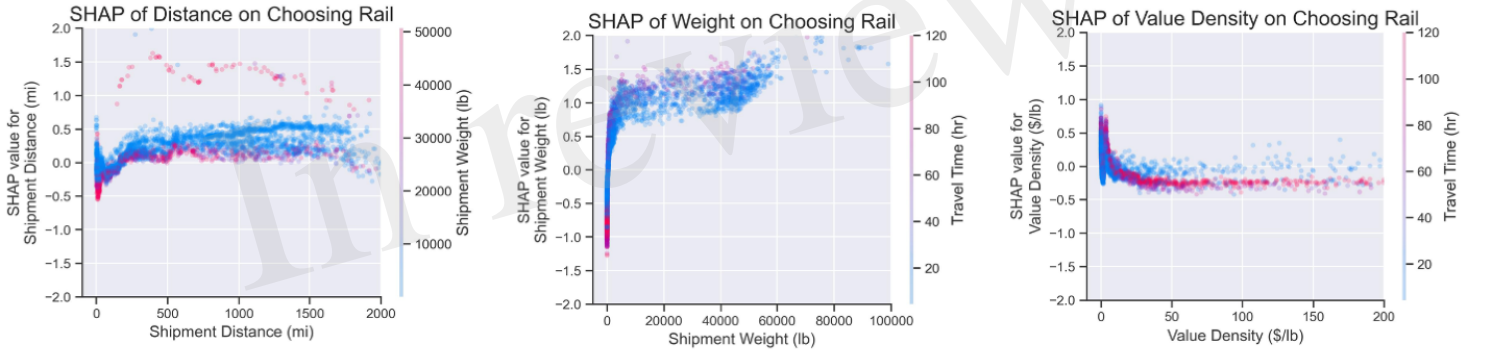 SHAP of Distance on Choosing Rail
2.0
1.5
1.0
0.5
0.0
−0.5
−1.0
−1.5
−2.0
SHAP value for
Shipment Distance (mi)
0 500 1000 1500 2000
Shipment Distance (mi)
50000
40000
30000
20000
10000
Shipment Weight (lb)
SHAP of Weight on Choosing Rail
2.0
1.5
1.0
0.5
0.0
−0.5
−1.0
−1.5
−2.0
SHAP value for
Shipment Weight (lb)
0 20000 40000 60000 80000 100000
Shipment Weight (lb)
120
100
80
60
40
20
Travel Time (hr)
SHAP of Value Density on Choosing Rail
2.0
1.5
1.0
0.5
0.0
−0.5
−1.0
−1.5
−2.0
SHAP value for
Value Density ($/lb)
0 50 100 150 200
Value Density ($/lb)
120
100
80
60
40
20
Travel Time (hr)
In review